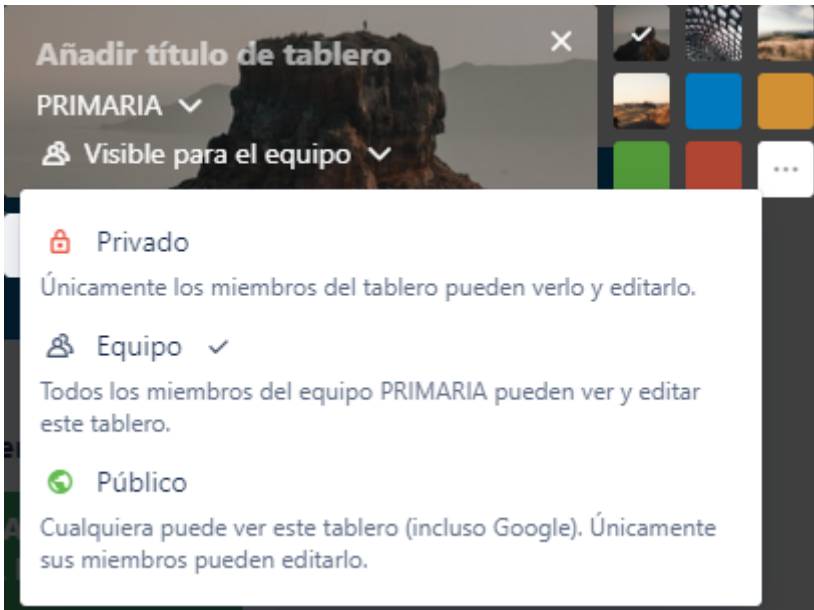 Añadir título de tablero
PRIMARIA
Visible para el equipo
Privado
Únicamente los miembros del tablero pueden verlo y editarlo.
Equipo
Todos los miembros del equipo PRIMARIA pueden ver y editar
este tablero.
Público
Cualquiera puede ver este tablero (incluso Google). Únicamente
sus miembros pueden editarlo.